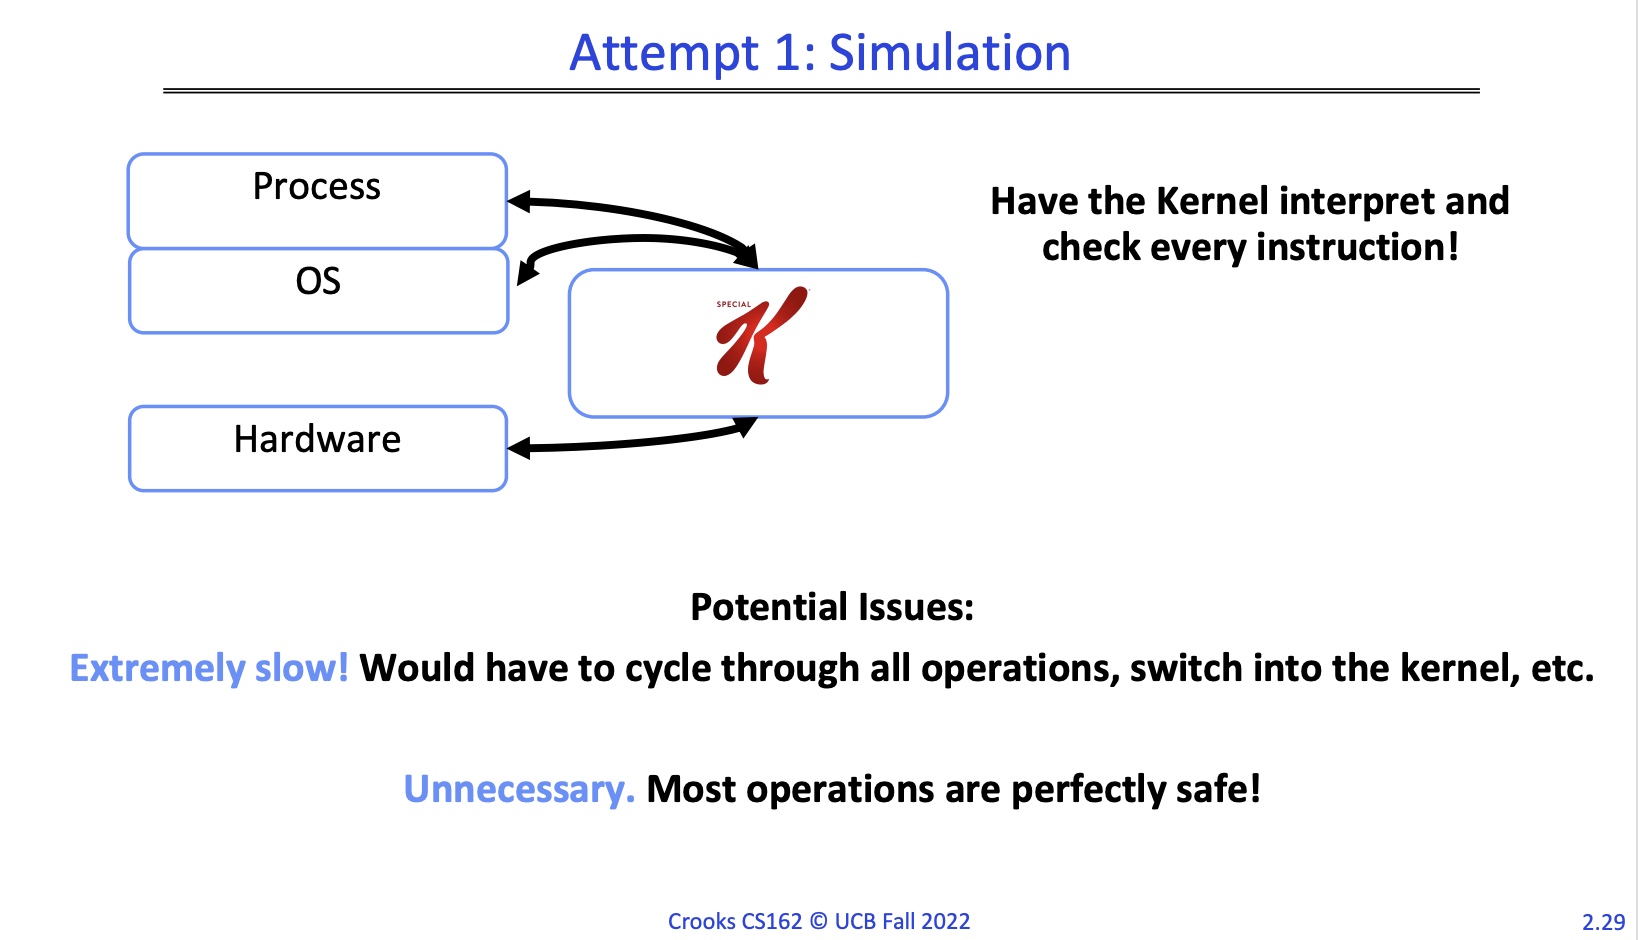 Attempt 1: Simulation
Process
OS
Hardware
SPECIAL
K
Have the Kernel interpret and
check every instruction!
Potential Issues:
Extremely slow! Would have to cycle through all operations, switch into the kernel, etc.
Unnecessary. Most operations are perfectly safe!
Crooks CS162 © UCB Fall 2022
2.29